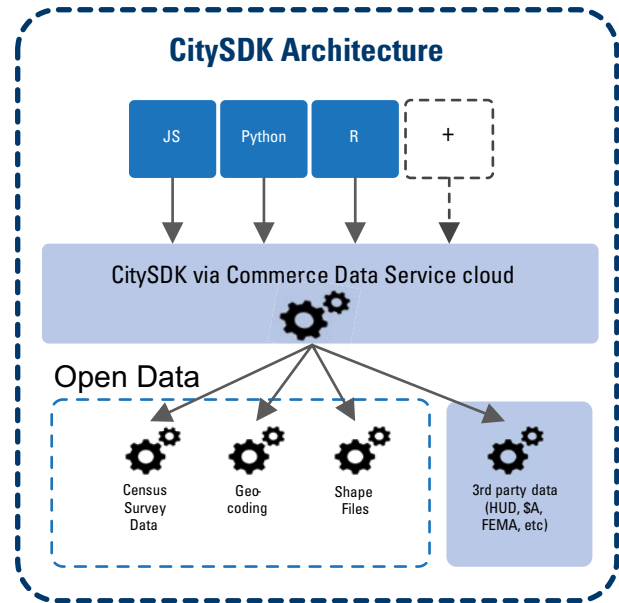 CitySDK Architecture
JS
Python
R
+
CitySDK via Commerce Data Service cloud
Open Data
Census
Survey
Data
Geo-
coding
Shape
Files
3rd party data
(HUD, $A,
FEMA, etc)